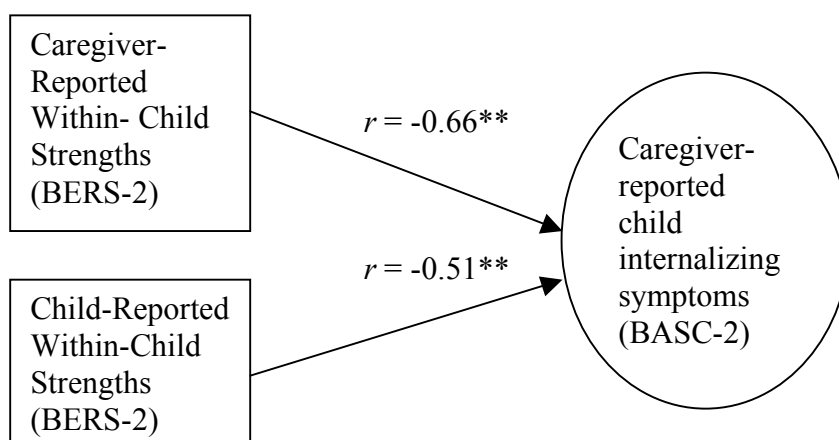 Caregiver-
Reported
Within- Child
Strengths
(BERS-2)
r = -0.66**
Caregiver-
reported
child
internalizing
symptoms
(BASC-2)
r = -0.51**
Child-Reported
Within-Child
Strengths
(BERS-2)